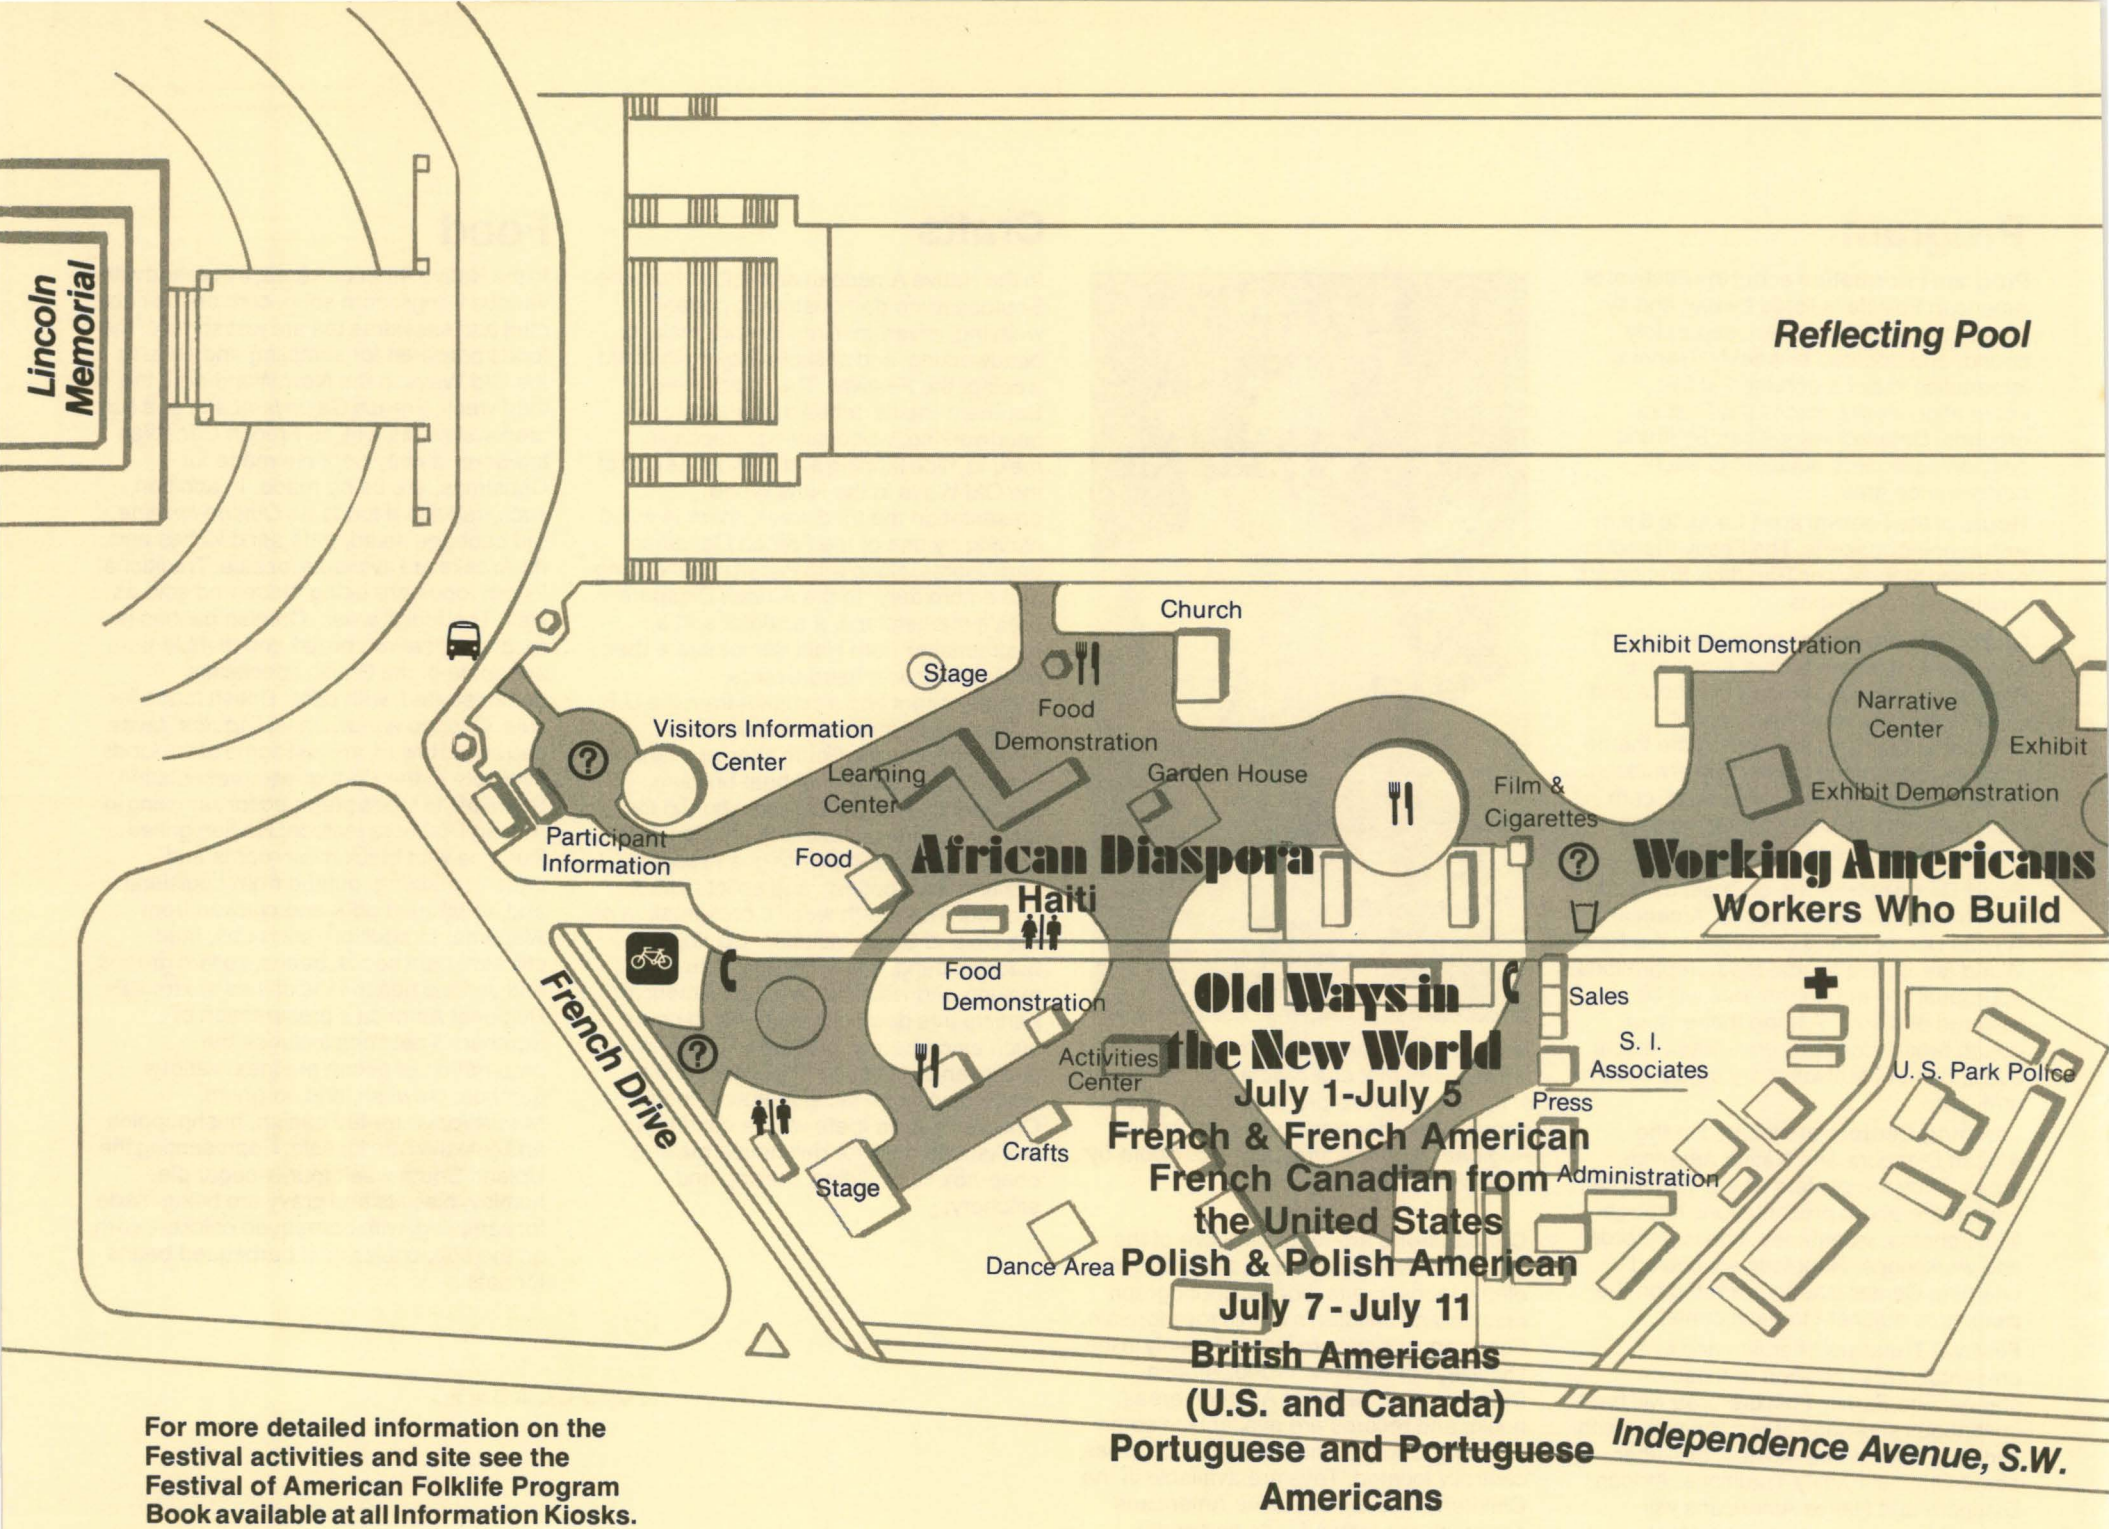 Lincoln
Memorial
Reflecting Pool
Church
Stage
Exhibit Demonstration
Food
Demonstration
Narrative
Center
Visitors Information
Center
Exhibit
Learning
Center
Garden House
Film &
Cigarettes
Exhibit Demonstration
?
Participant
Information
Food
African Diaspora
Haiti
?
Working Americans
Workers Who Build
French Drive
Food
Demonstration
Old Ways in
the New World
July 1-July 5
French & French American
French Canadian from
the United States
Polish & Polish American
July 7-July 11
British Americans
(U.S. and Canada)
Portuguese and Portuguese
Americans
Sales
S. I.
Associates
U. S. Park Police
?
Activities
Center
Press
Crafts
Administration
Stage
Dance Area
Independence Avenue, S.W.
For more detailed information on the
Festival activities and site see the
Festival of American Folklife Program
Book available at all Information Kiosks.